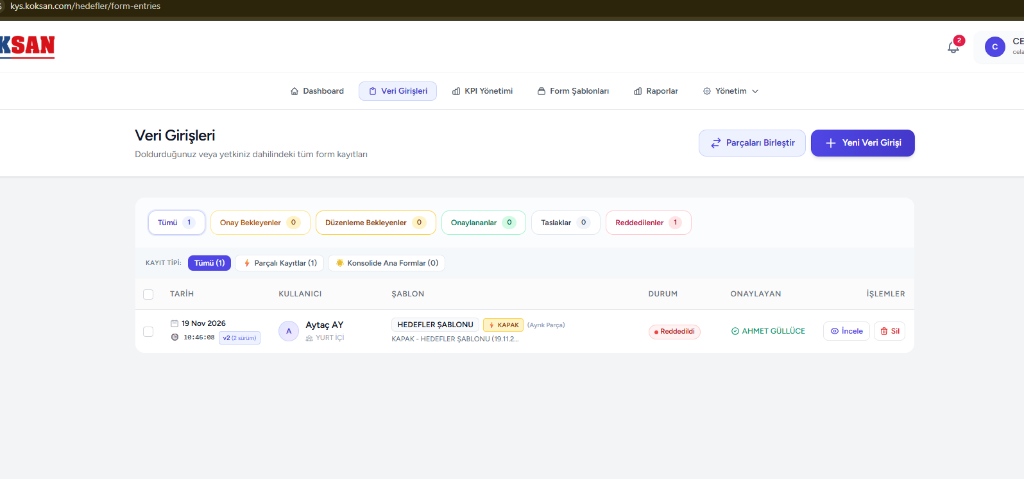 kys.koksan.com/hedefler/form-entries
KSAN
2
C
CE
Dashboard
Veri Girişleri
KPI Yönetimi
Form Şablonları
Raporlar
Yönetim
Veri Girişleri
Doldurduğunuz veya yetkiniz dahilindeki tüm form kayıtları
Parçaları Birleştir
Yeni Veri Girişi
Tümü 1
Onay Bekleyenler 0
Düzenleme Bekleyenler 0
Onaylananlar 0
Taslaklar 0
Reddedilenler 1
KAYIT TİPİ:
Tümü (1)
Parçalı Kayıtlar (1)
Konsolide Ana Formlar (0)
TARİH
KULLANICI
ŞABLON
DURUM
ONAYLAYAN
İŞLEMLER
19 Nov 2026
10:46:08
v2 (2 sürüm)
A
Aytaç AY
YURT İÇİ
HEDEFLER ŞABLONU
KAPAK
(Ayrık Parça)
KAPAK - HEDEFLER ŞABLONU (19.11.2...
Reddedildi
AHMET GÜLLÜCE
İncele
Sil